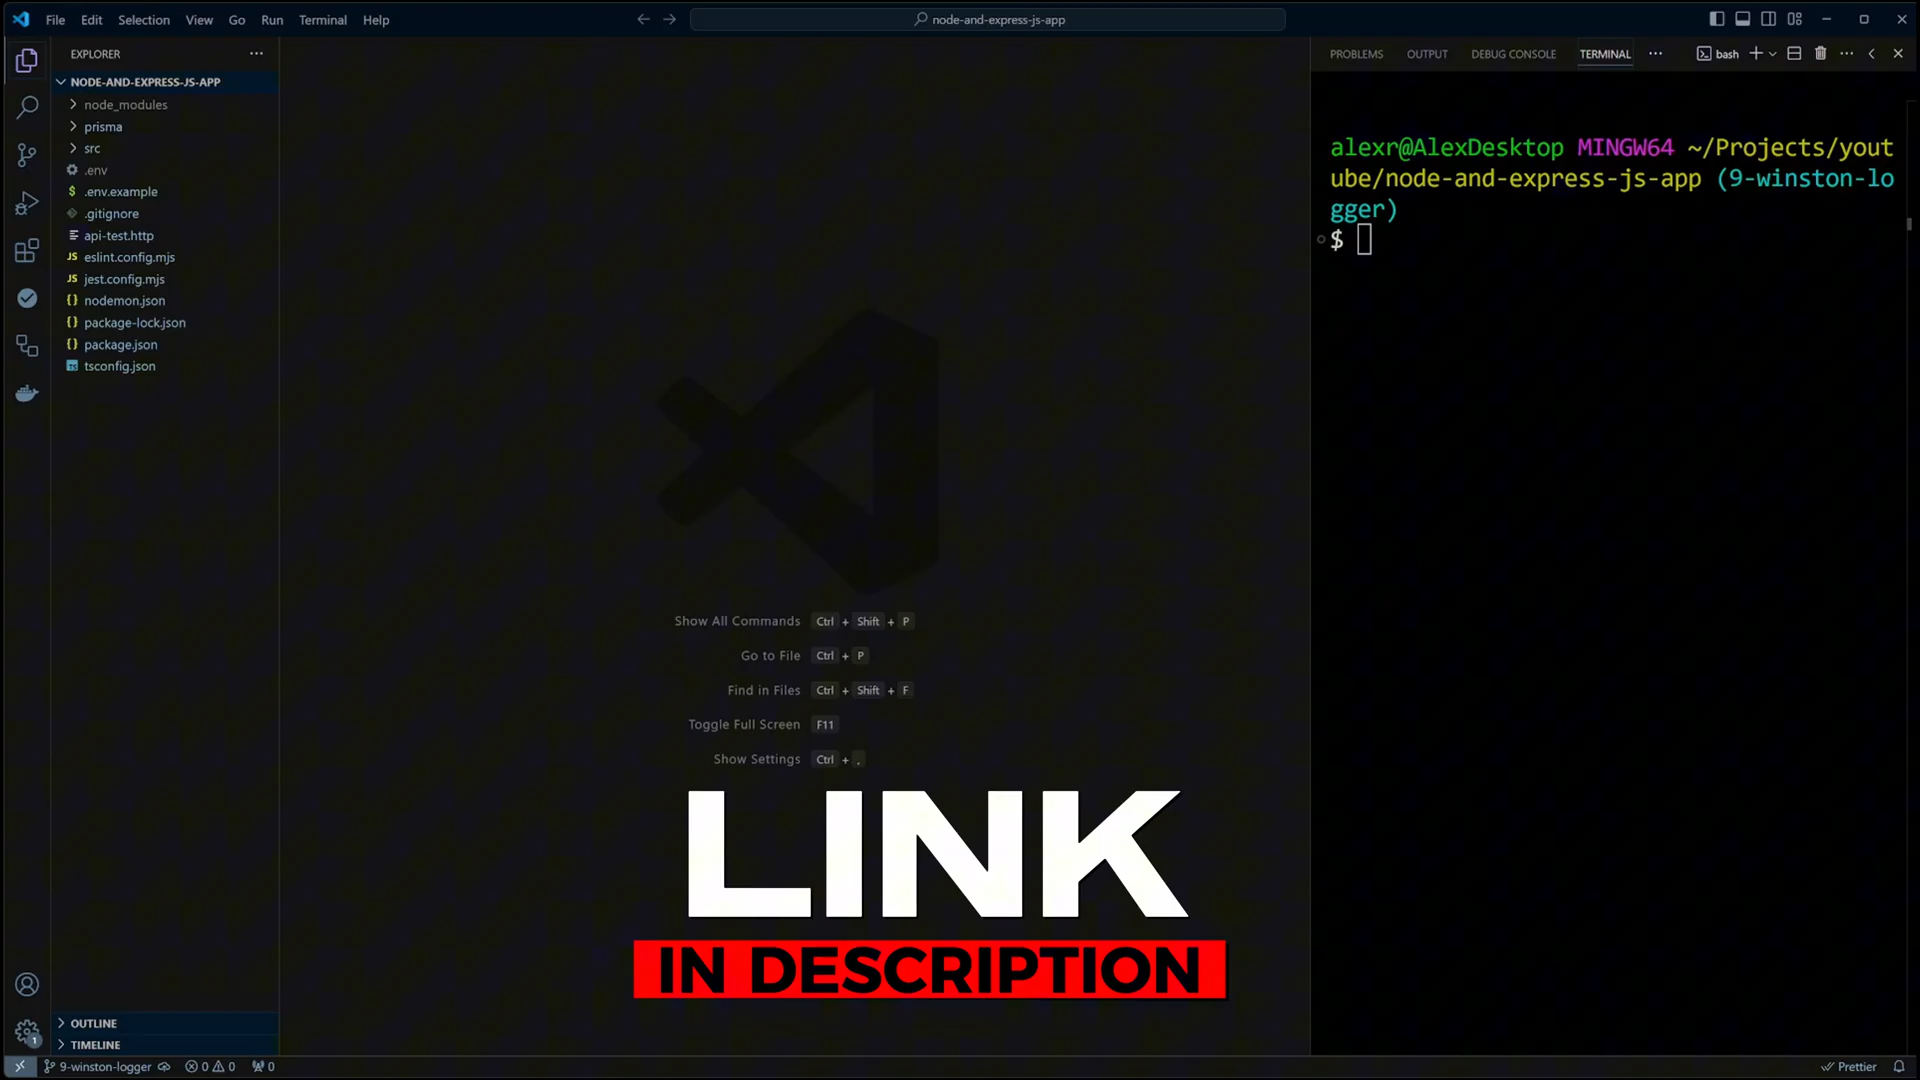 File Edit Selection View Go Run Terminal Help
node-and-express-js-app
EXPLORER
NODE-AND-EXPRESS-JS-APP
node_modules
prisma
src
.env
$ .env.example
.gitignore
api-test.http
JS eslint.config.mjs
JS jest.config.mjs
{} nodemon.json
{} package-lock.json
{} package.json
TS tsconfig.json
OUTLINE
TIMELINE
Show All Commands Ctrl + Shift + P
Go to File Ctrl + P
Find in Files Ctrl + Shift + F
Toggle Full Screen F11
Show Settings Ctrl + ,
LINK
IN DESCRIPTION
PROBLEMS OUTPUT DEBUG CONSOLE TERMINAL ... bash
alexr@AlexDesktop MINGW64 ~/Projects/yout
ube/node-and-express-js-app (9-winston-lo
gger)
$
1
9-winston-logger 0 0 0 Prettier